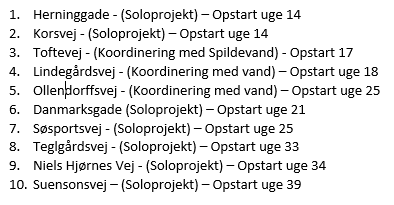 1. Herninggade - (Soloprojekt) – Opstart uge 14
2. Korsvej - (Soloprojekt) – Opstart uge 14
3. Toftevej - (Koordinering med Spildevand) - Opstart 17
4. Lindegårdsvej - (Koordinering med vand) – Opstart uge 18
5. Ollendorffsvej - (Koordinering med vand) – Opstart uge 25
6. Danmarksgade (Soloprojekt) – Opstart uge 21
7. Søsportsvej - (Soloprojekt) – Opstart uge 25
8. Teglgårdsvej - (Soloprojekt) – Opstart uge 33
9. Niels Hjørnes Vej - (Soloprojekt) – Opstart uge 34
10. Suensonsvej – (Soloprojekt) – Opstart uge 39